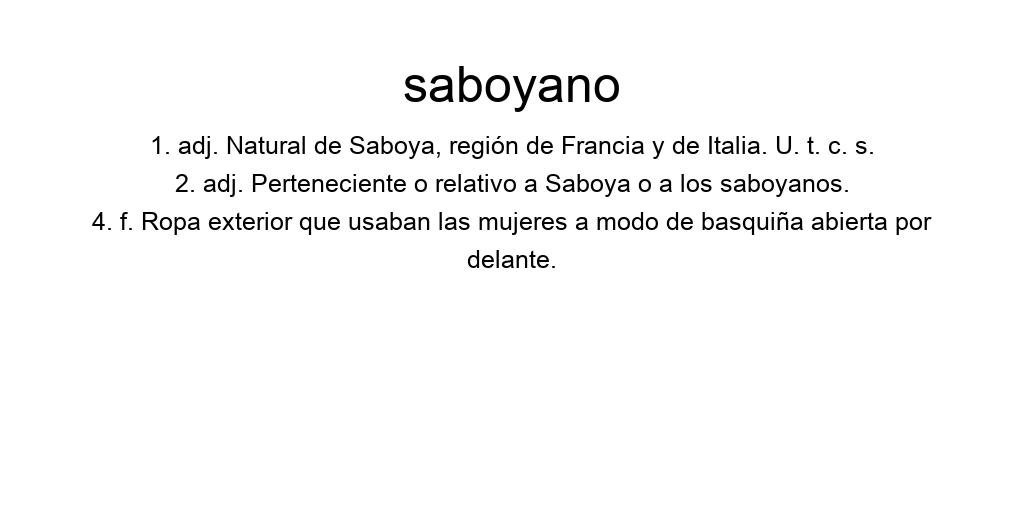 saboyano
1. adj. Natural de Saboya, región de Francia y de Italia. U. t. c. s.
2. adj. Perteneciente o relativo a Saboya o a los saboyanos.
4. f. Ropa exterior que usaban las mujeres a modo de basquiña abierta por
delante.